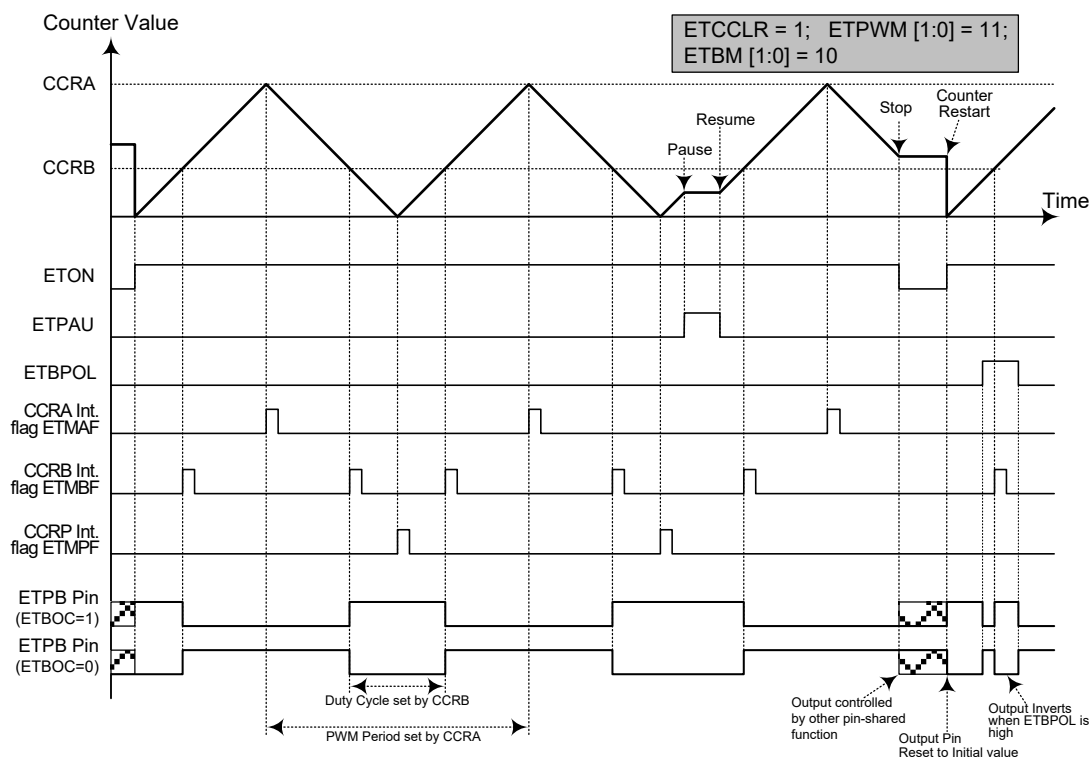 Counter Value
ETCCLR = 1; ETPWM [1:0] = 11;
ETBM [1:0] = 10
CCRA
Stop
Counter
Restart
Resume
Pause
CCRB
Time
ETON
ETPAU
ETBPOL
CCRA Int.
flag ETMAF
CCRB Int.
flag ETMBF
CCRP Int.
flag ETMPF
ETPB Pin
(ETBOC=1)
ETPB Pin
(ETBOC=0)
Duty Cycle set by CCRB
PWM Period set by CCRA
Output controlled
by other pin-shared
function
Output Pin
Reset to Initial value
Output Inverts
when ETBPOL is
high